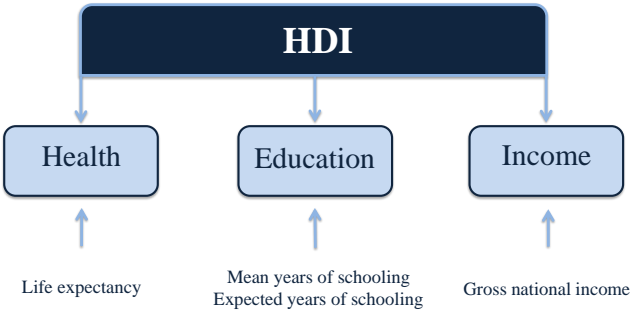 HDI
Health
Education
Income
Life expectancy
Mean years of schooling
Expected years of schooling
Gross national income